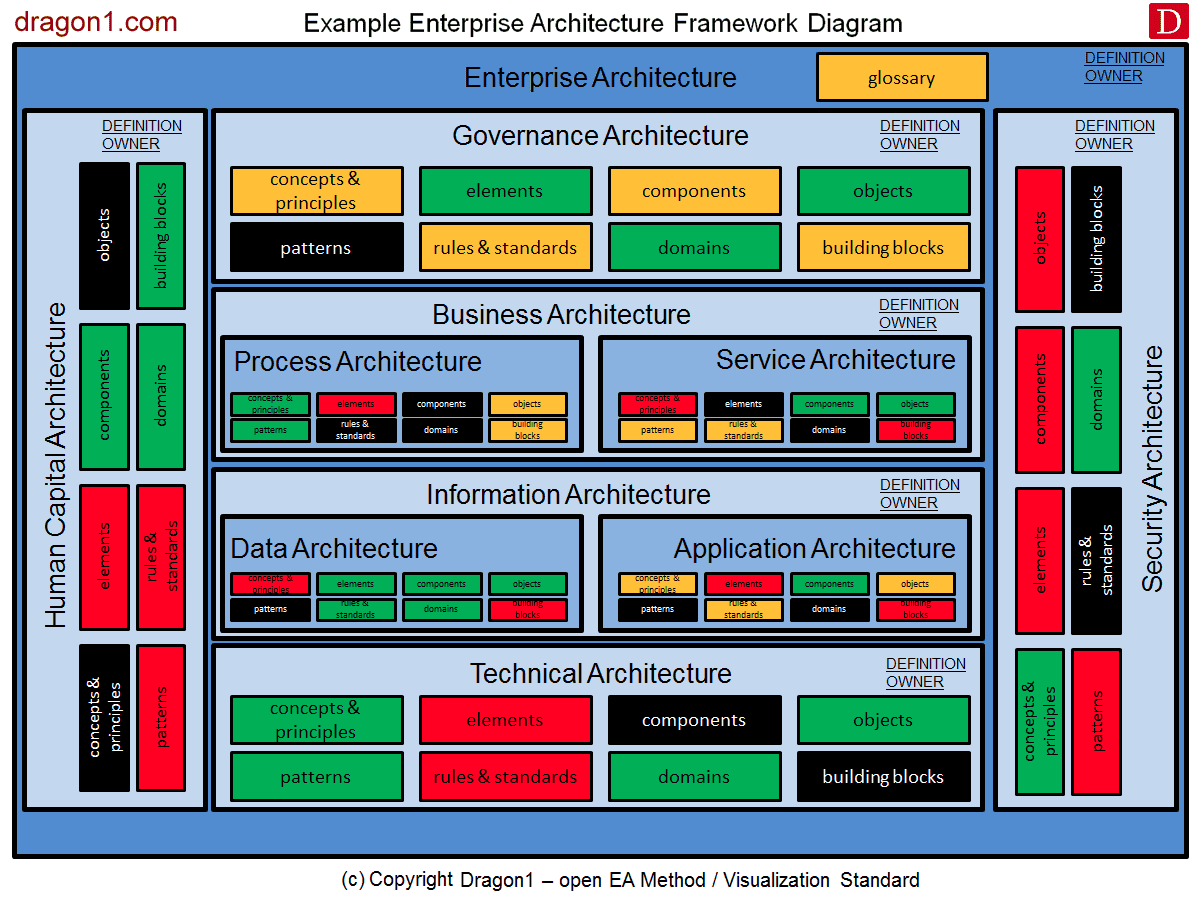 dragon1.com
Example Enterprise Architecture Framework Diagram
D
Enterprise Architecture
glossary
DEFINITION
OWNER
Human Capital Architecture
DEFINITION
OWNER
objects
building blocks
components
domains
elements
rules &
standards
concepts &
principles
patterns
Governance Architecture
DEFINITION
OWNER
concepts &
principles
elements
components
objects
patterns
rules & standards
domains
building blocks
Business Architecture
DEFINITION
OWNER
Process Architecture
concepts &
principles
elements
components
objects
patterns
rules &
standards
domains
building
blocks
Service Architecture
concepts &
principles
elements
components
objects
patterns
rules &
standards
domains
building
blocks
Information Architecture
DEFINITION
OWNER
Data Architecture
concepts &
principles
elements
components
objects
patterns
rules &
standards
domains
building
blocks
Application Architecture
concepts &
principles
elements
components
objects
patterns
rules &
standards
domains
building
blocks
Technical Architecture
DEFINITION
OWNER
concepts &
principles
elements
components
objects
patterns
rules & standards
domains
building blocks
DEFINITION
OWNER
objects
building blocks
components
domains
elements
rules &
standards
concepts &
principles
patterns
Security Architecture
(c) Copyright Dragon1 – open EA Method / Visualization Standard